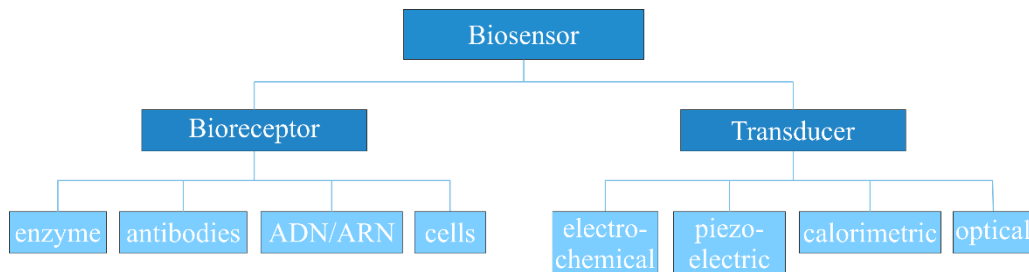 Biosensor
Bioreceptor
Transducer
enzyme
antibodies
ADN/ARN
cells
electro-
chemical
piezo-
electric
calorimetric
optical